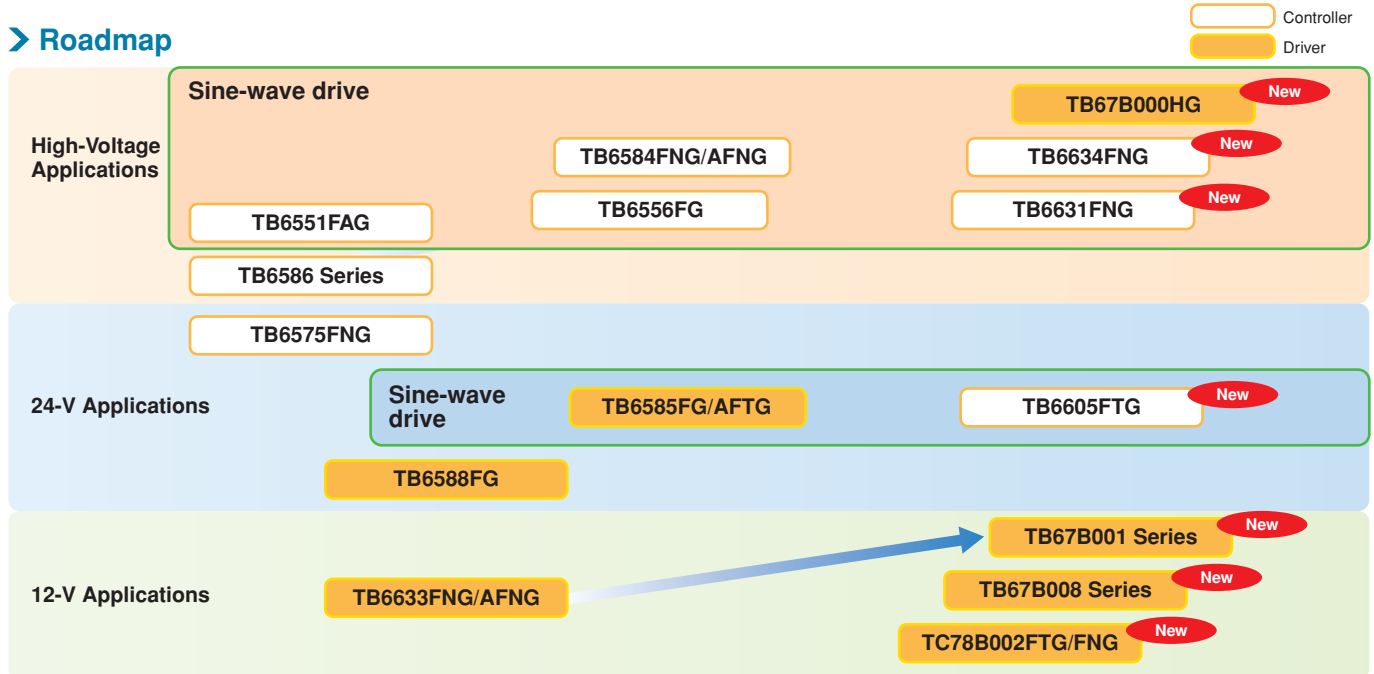 Roadmap
Controller
Driver
High-Voltage
Applications
Sine-wave drive
TB67B000HG
New
TB6584FNG/AFNG
TB6634FNG
New
TB6551FAG
TB6556FG
TB6631FNG
New
TB6586 Series
TB6575FNG
24-V Applications
Sine-wave
drive
TB6585FG/AFTG
TB6605FTG
New
TB6588FG
12-V Applications
TB6633FNG/AFNG
TB67B001 Series
New
TB67B008 Series
New
TC78B002FTG/FNG
New